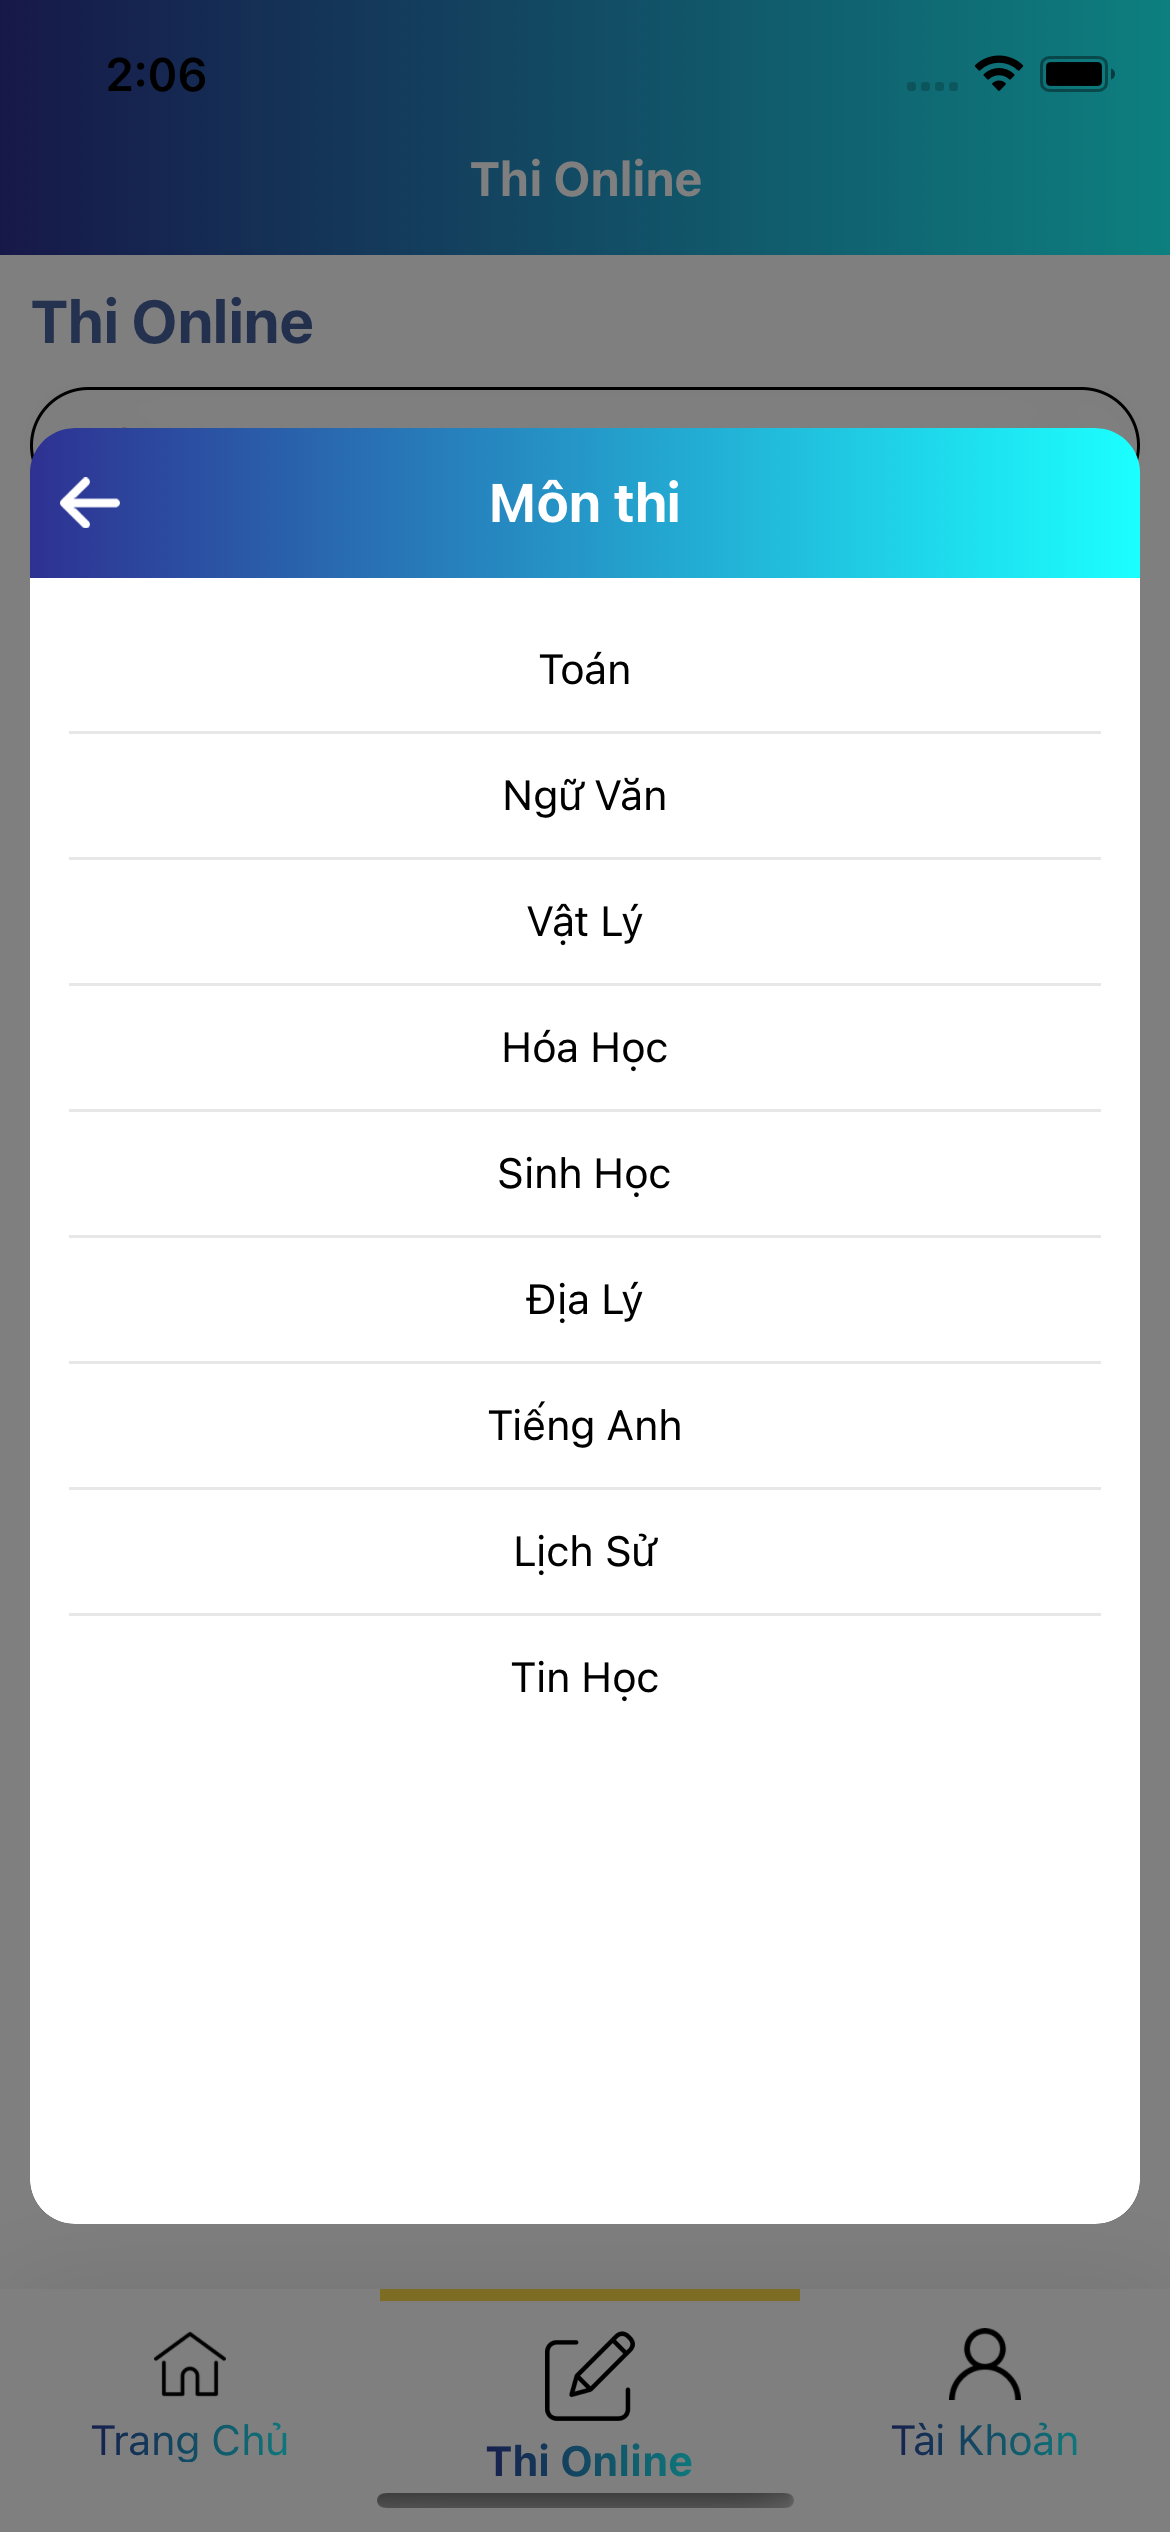 2:06
Thi Online
Thi Online
Môn thi
Toán
Ngữ Văn
Vật Lý
Hóa Học
Sinh Học
Địa Lý
Tiếng Anh
Lịch Sử
Tin Học
Trang Chủ
Thi Online
Tài Khoản